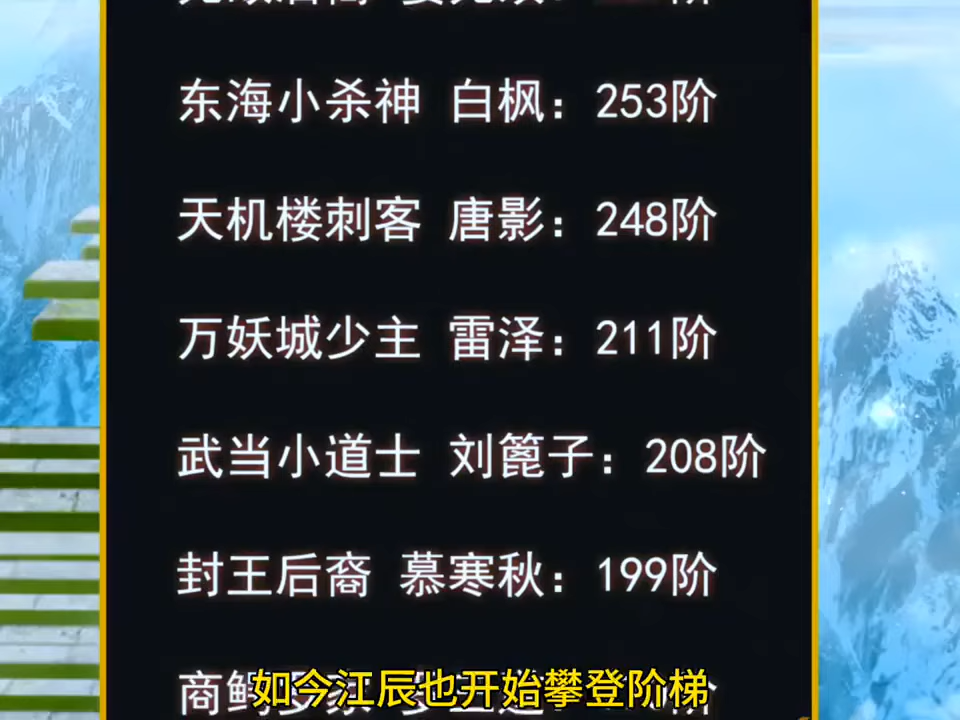 东海小杀神 白枫：253阶
天机楼刺客 唐影：248阶
万妖城少主 雷泽：211阶
武当小道士 刘篦子：208阶
封王后裔 慕寒秋：199阶
如今江辰也开始攀登阶梯